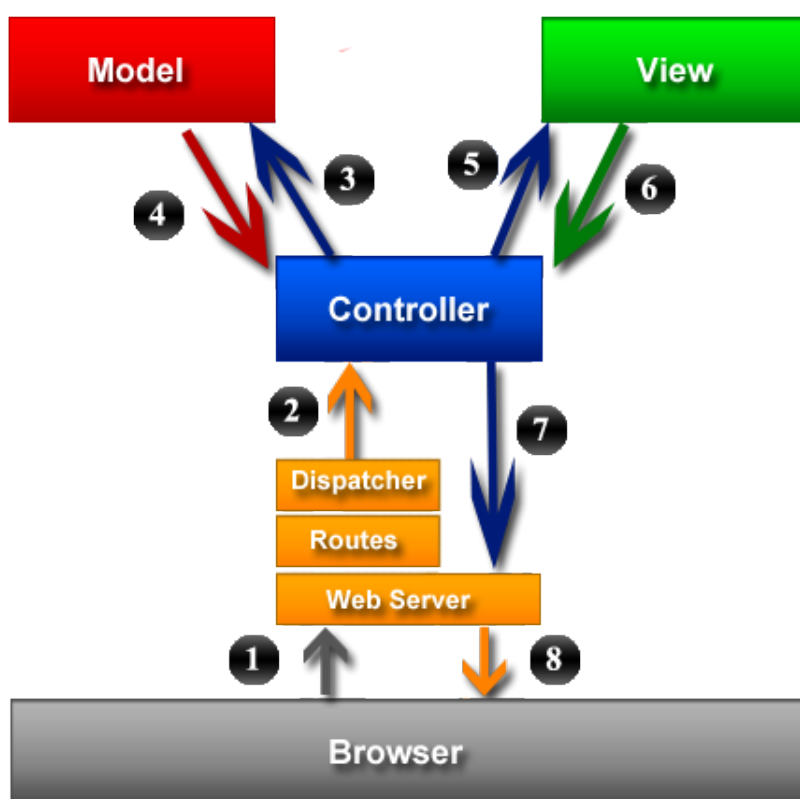 Model
View
3
5
4
6
Controller
2
7
Dispatcher
Routes
Web Server
1
8
Browser